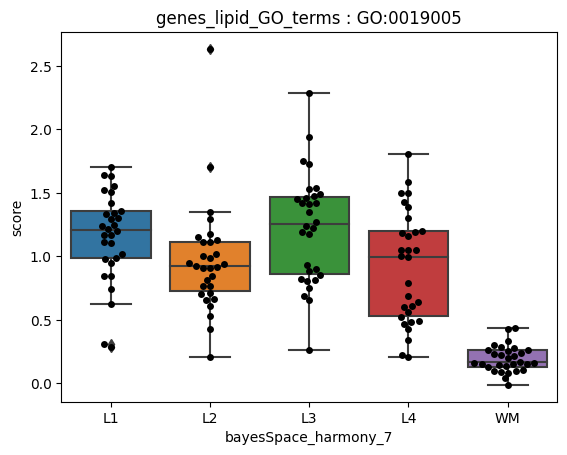 genes_lipid_GO_terms : GO:0019005
2.5
2.0
1.5
1.0
0.5
0.0
score
L1 L2 L3 L4 WM
bayesSpace_harmony_7